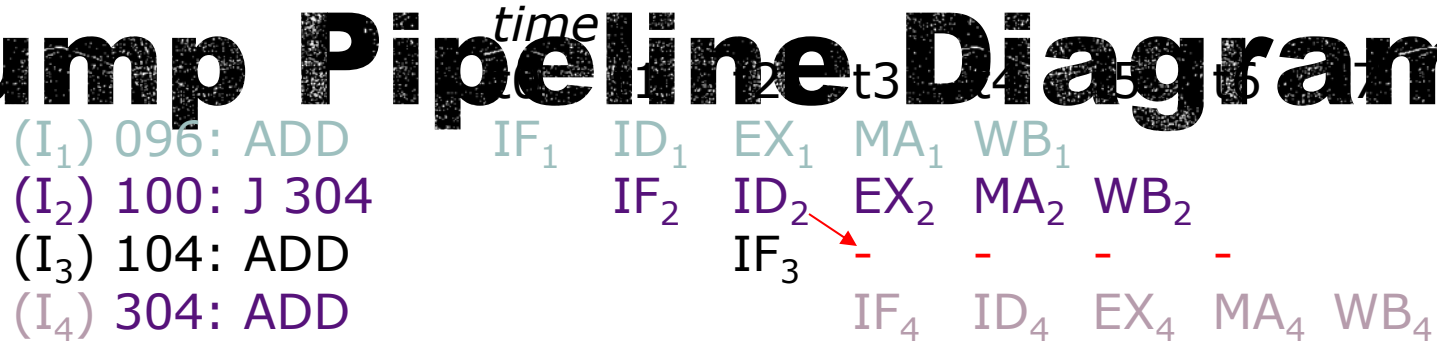 time
ump Pipeline Diagram
t0 t1 t2 t3 t4 t5 t6 t7
(I₁) 096: ADD IF₁ ID₁ EX₁ MA₁ WB₁
(I₂) 100: J 304 IF₂ ID₂ EX₂ MA₂ WB₂
(I₃) 104: ADD IF₃ - - - -
(I₄) 304: ADD IF₄ ID₄ EX₄ MA₄ WB₄